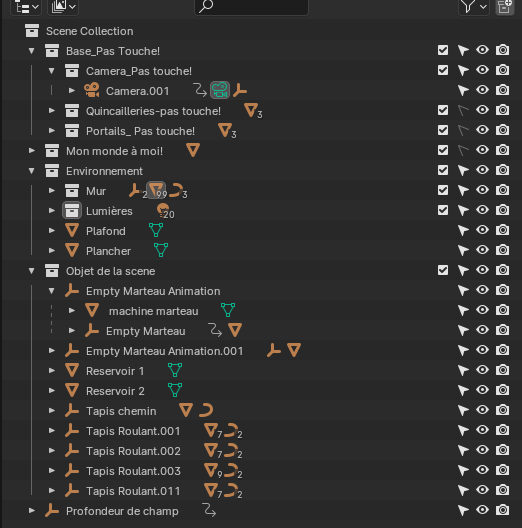 Scene Collection
Base_Pas Touche!
Camera_Pas touche!
Camera.001
Quincailleries-pas touche! 3
Portails_ Pas touche! 3
Mon monde à moi!
Environnement
Mur 2 99 3
Lumières 20
Plafond
Plancher
Objet de la scene
Empty Marteau Animation
machine marteau
Empty Marteau
Empty Marteau Animation.001
Reservoir 1
Reservoir 2
Tapis chemin
Tapis Roulant.001 7 2
Tapis Roulant.002 7 2
Tapis Roulant.003 9 2
Tapis Roulant.011 7 2
Profondeur de champ